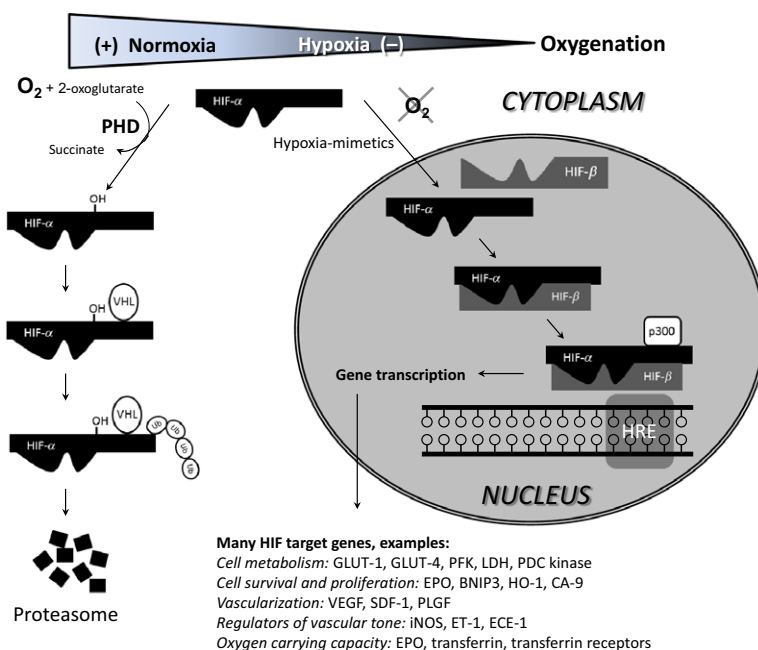 (+) Normoxia Hypoxia (–) Oxygenation
O2 + 2-oxoglutarate
PHD
Succinate
HIF-α
O2
Hypoxia-mimetics
CYTOPLASM
OH
HIF-α
OH
VHL
HIF-α
OH
VHL
Ub
Ub
Ub
Ub
HIF-α
Proteasome
HIF-β
HIF-α
HIF-α
HIF-β
p300
HIF-α
HIF-β
Gene transcription
HRE
NUCLEUS
Many HIF target genes, examples:
Cell metabolism: GLUT-1, GLUT-4, PFK, LDH, PDC kinase
Cell survival and proliferation: EPO, BNIP3, HO-1, CA-9
Vascularization: VEGF, SDF-1, PLGF
Regulators of vascular tone: iNOS, ET-1, ECE-1
Oxygen carrying capacity: EPO, transferrin, transferrin receptors